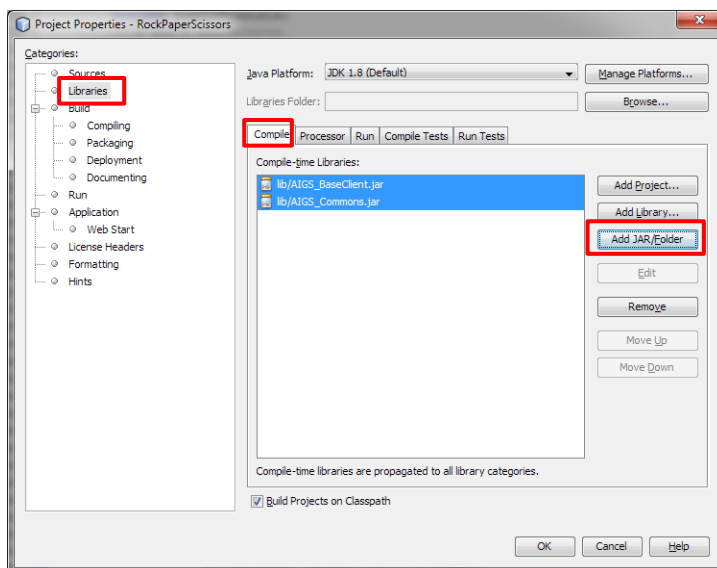 Project Properties - RockPaperScissors
Categories:
Sources
Libraries
Build
Compiling
Packaging
Deployment
Documenting
Run
Application
Web Start
License Headers
Formatting
Hints
Java Platform: JDK 1.8 (Default) Manage Platforms...
Libraries Folder: Browse...
Compile Processor Run Compile Tests Run Tests
Compile-time Libraries:
lib/AIGS_BaseClient.jar
lib/AIGS_Commons.jar
Add Project...
Add Library...
Add JAR/Folder
Edit
Remove
Move Up
Move Down
Compile-time libraries are propagated to all library categories.
Build Projects on Classpath
OK Cancel Help